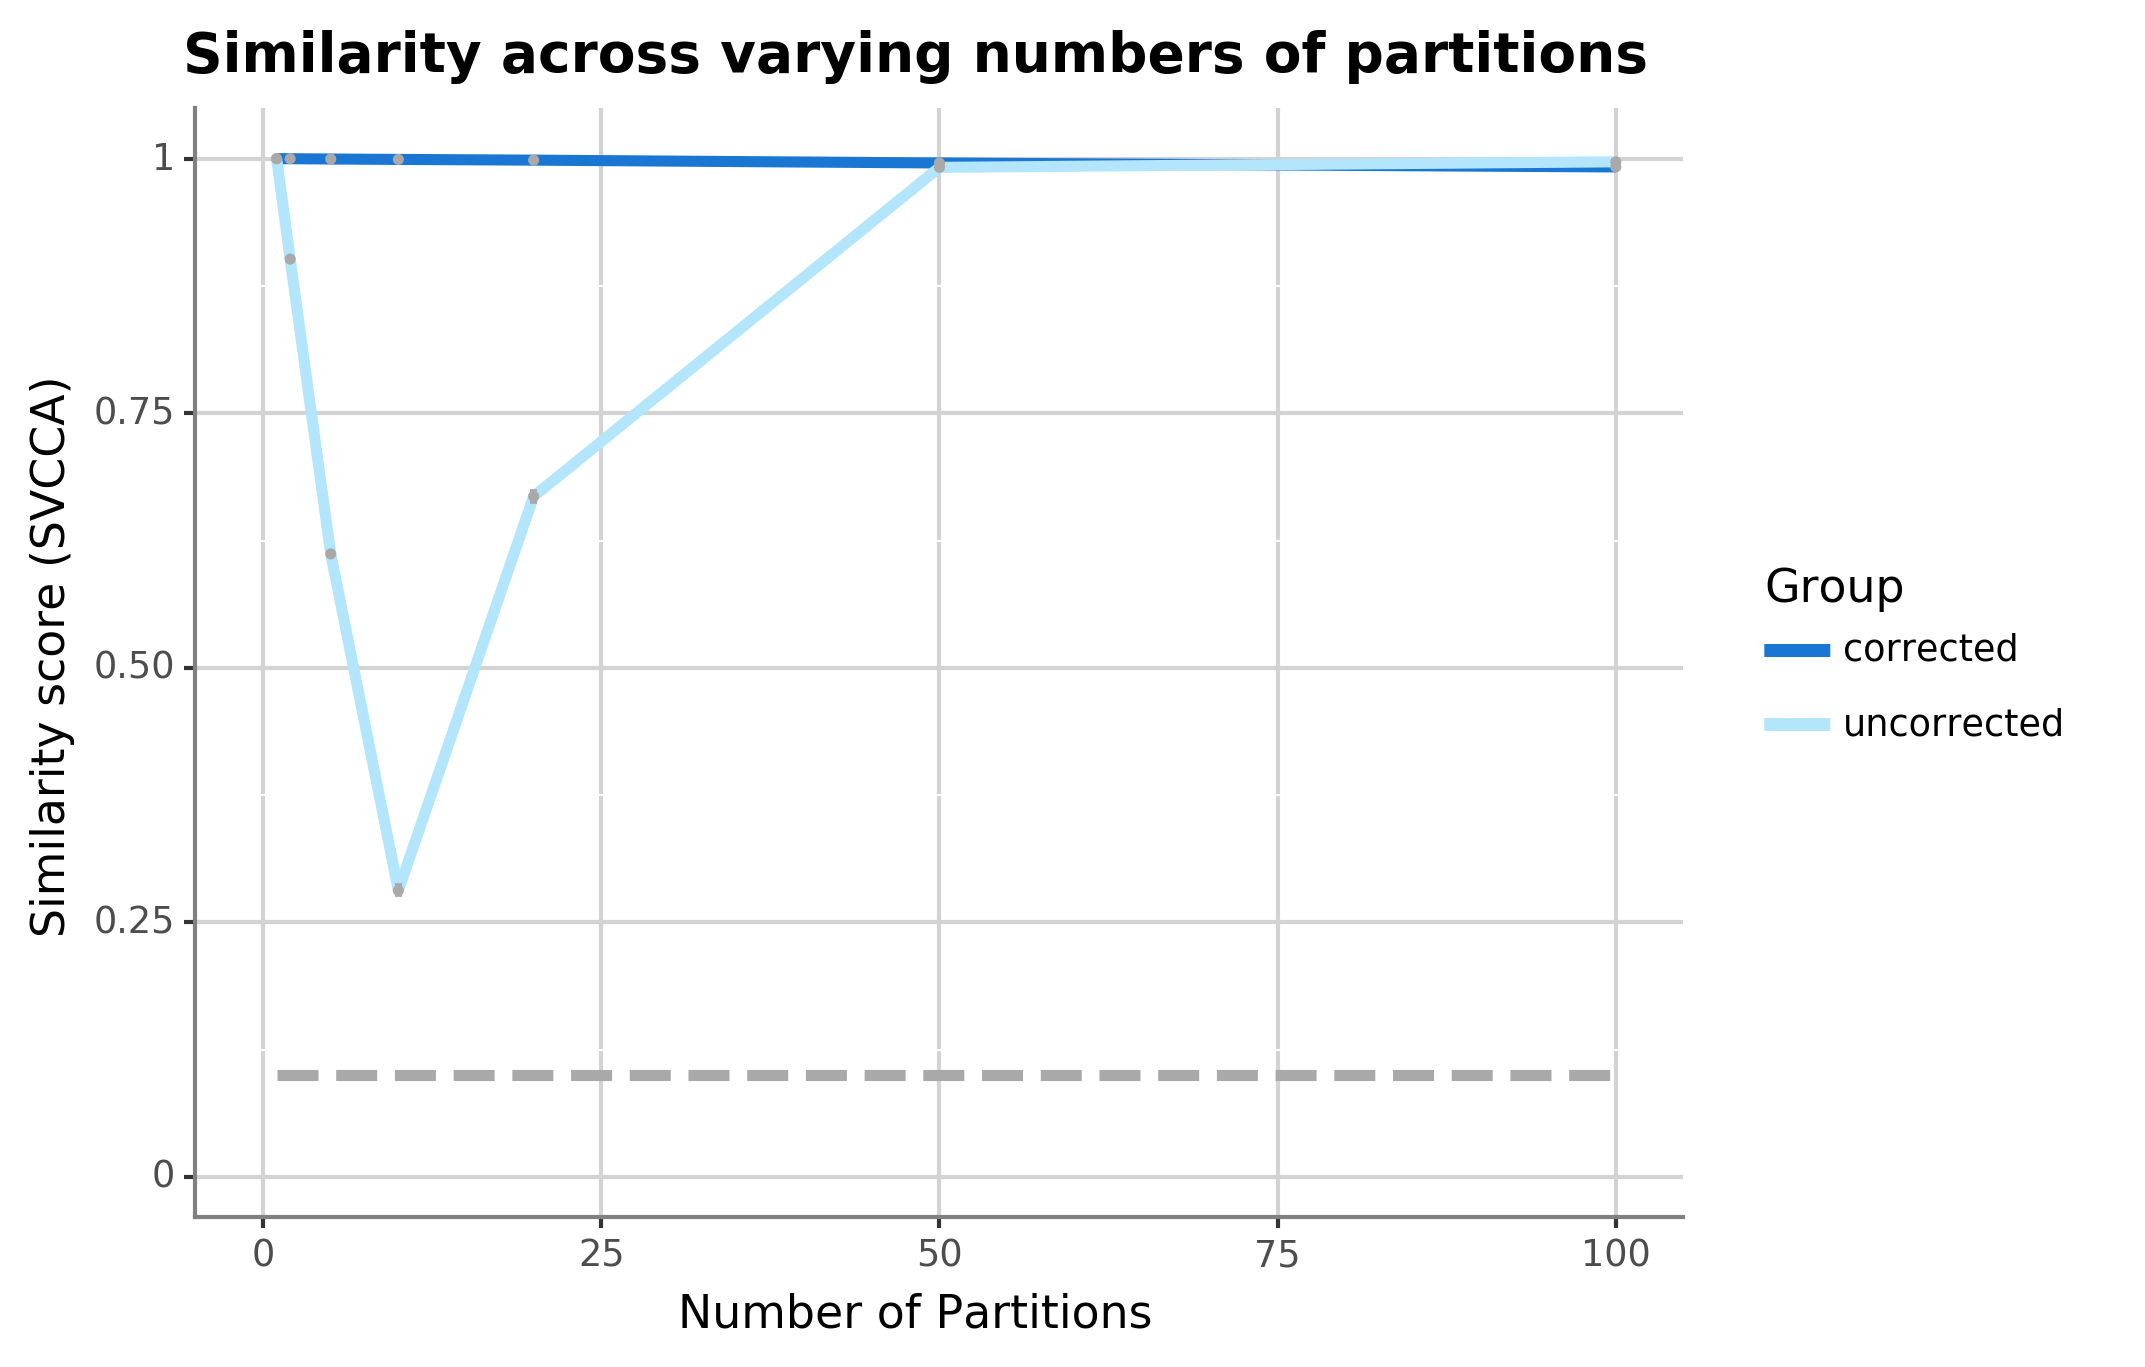 Similarity across varying numbers of partitions
Similarity score (SVCCA)
1
0.75
0.50
0.25
0
0
25
50
75
100
Number of Partitions
Group
corrected
uncorrected